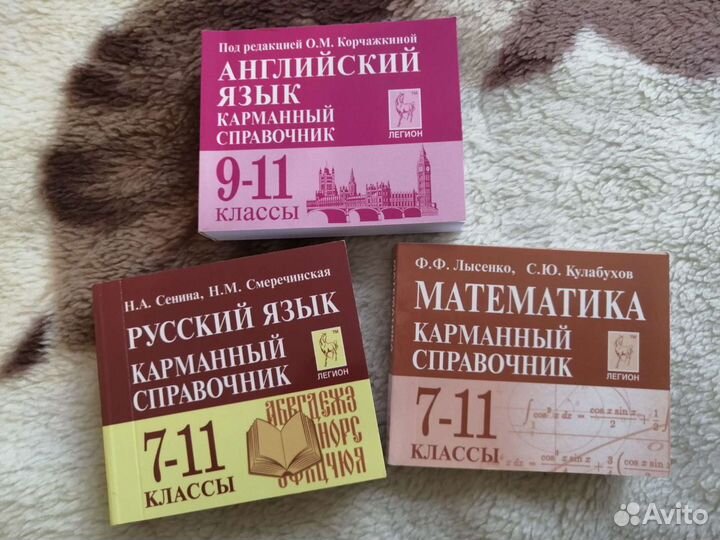 Под редакцией О.М. Корчажкиной
АНГЛИЙСКИЙ
ЯЗЫК
КАРМАННЫЙ
СПРАВОЧНИК
ЛЕГИОН
9-11
КЛАССЫ
Н.А. Сенина, Н.М. Смеречинская
РУССКИЙ ЯЗЫК
КАРМАННЫЙ
СПРАВОЧНИК
ЛЕГИОН
7-11
КЛАССЫ
АБВГДЕЖЗ
Ф.Ф. Лысенко, С.Ю. Кулабухов
МАТЕМАТИКА
КАРМАННЫЙ
СПРАВОЧНИК
ЛЕГИОН
7-11
КЛАССЫ
Avito